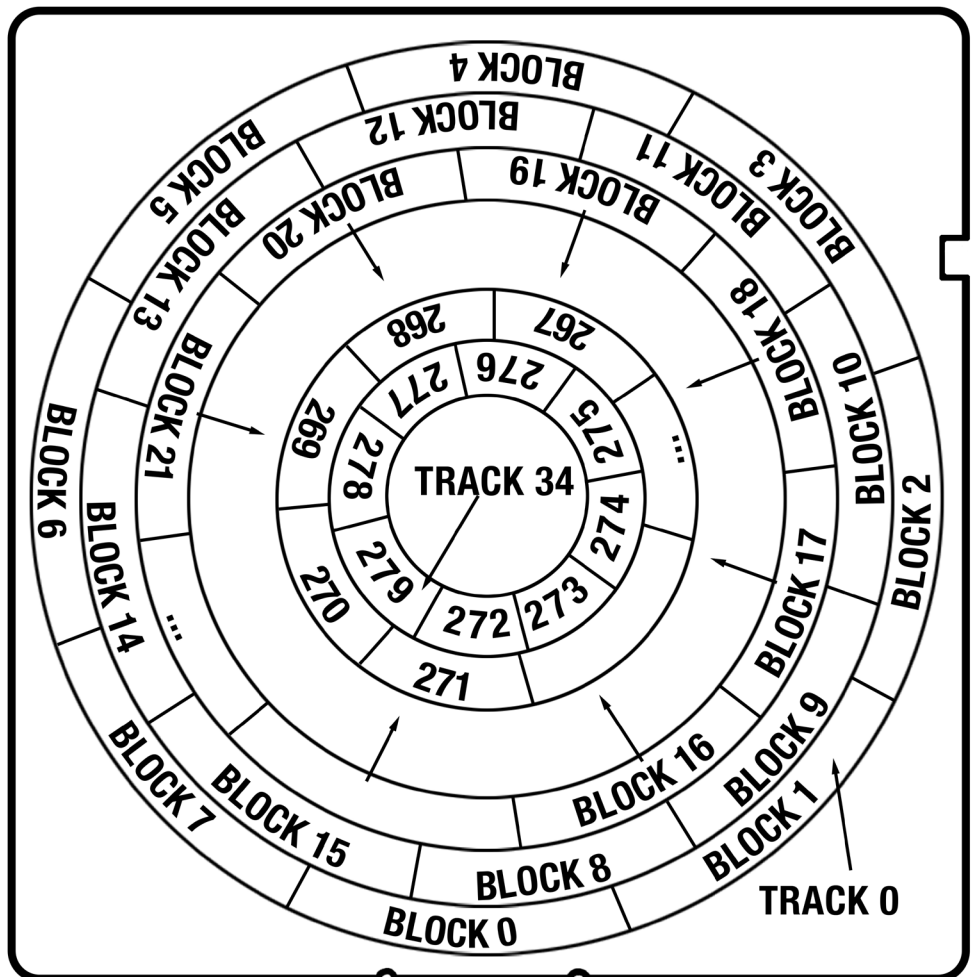 BLOCK 0
BLOCK 1
BLOCK 2
BLOCK 3
BLOCK 4
BLOCK 5
BLOCK 6
BLOCK 7
BLOCK 8
BLOCK 9
BLOCK 10
BLOCK 11
BLOCK 12
BLOCK 13
BLOCK 14
BLOCK 15
BLOCK 16
BLOCK 17
BLOCK 18
BLOCK 19
BLOCK 20
BLOCK 21
...
...
267
268
269
270
271
272
273
274
275
276
277
278
279
TRACK 34
TRACK 0